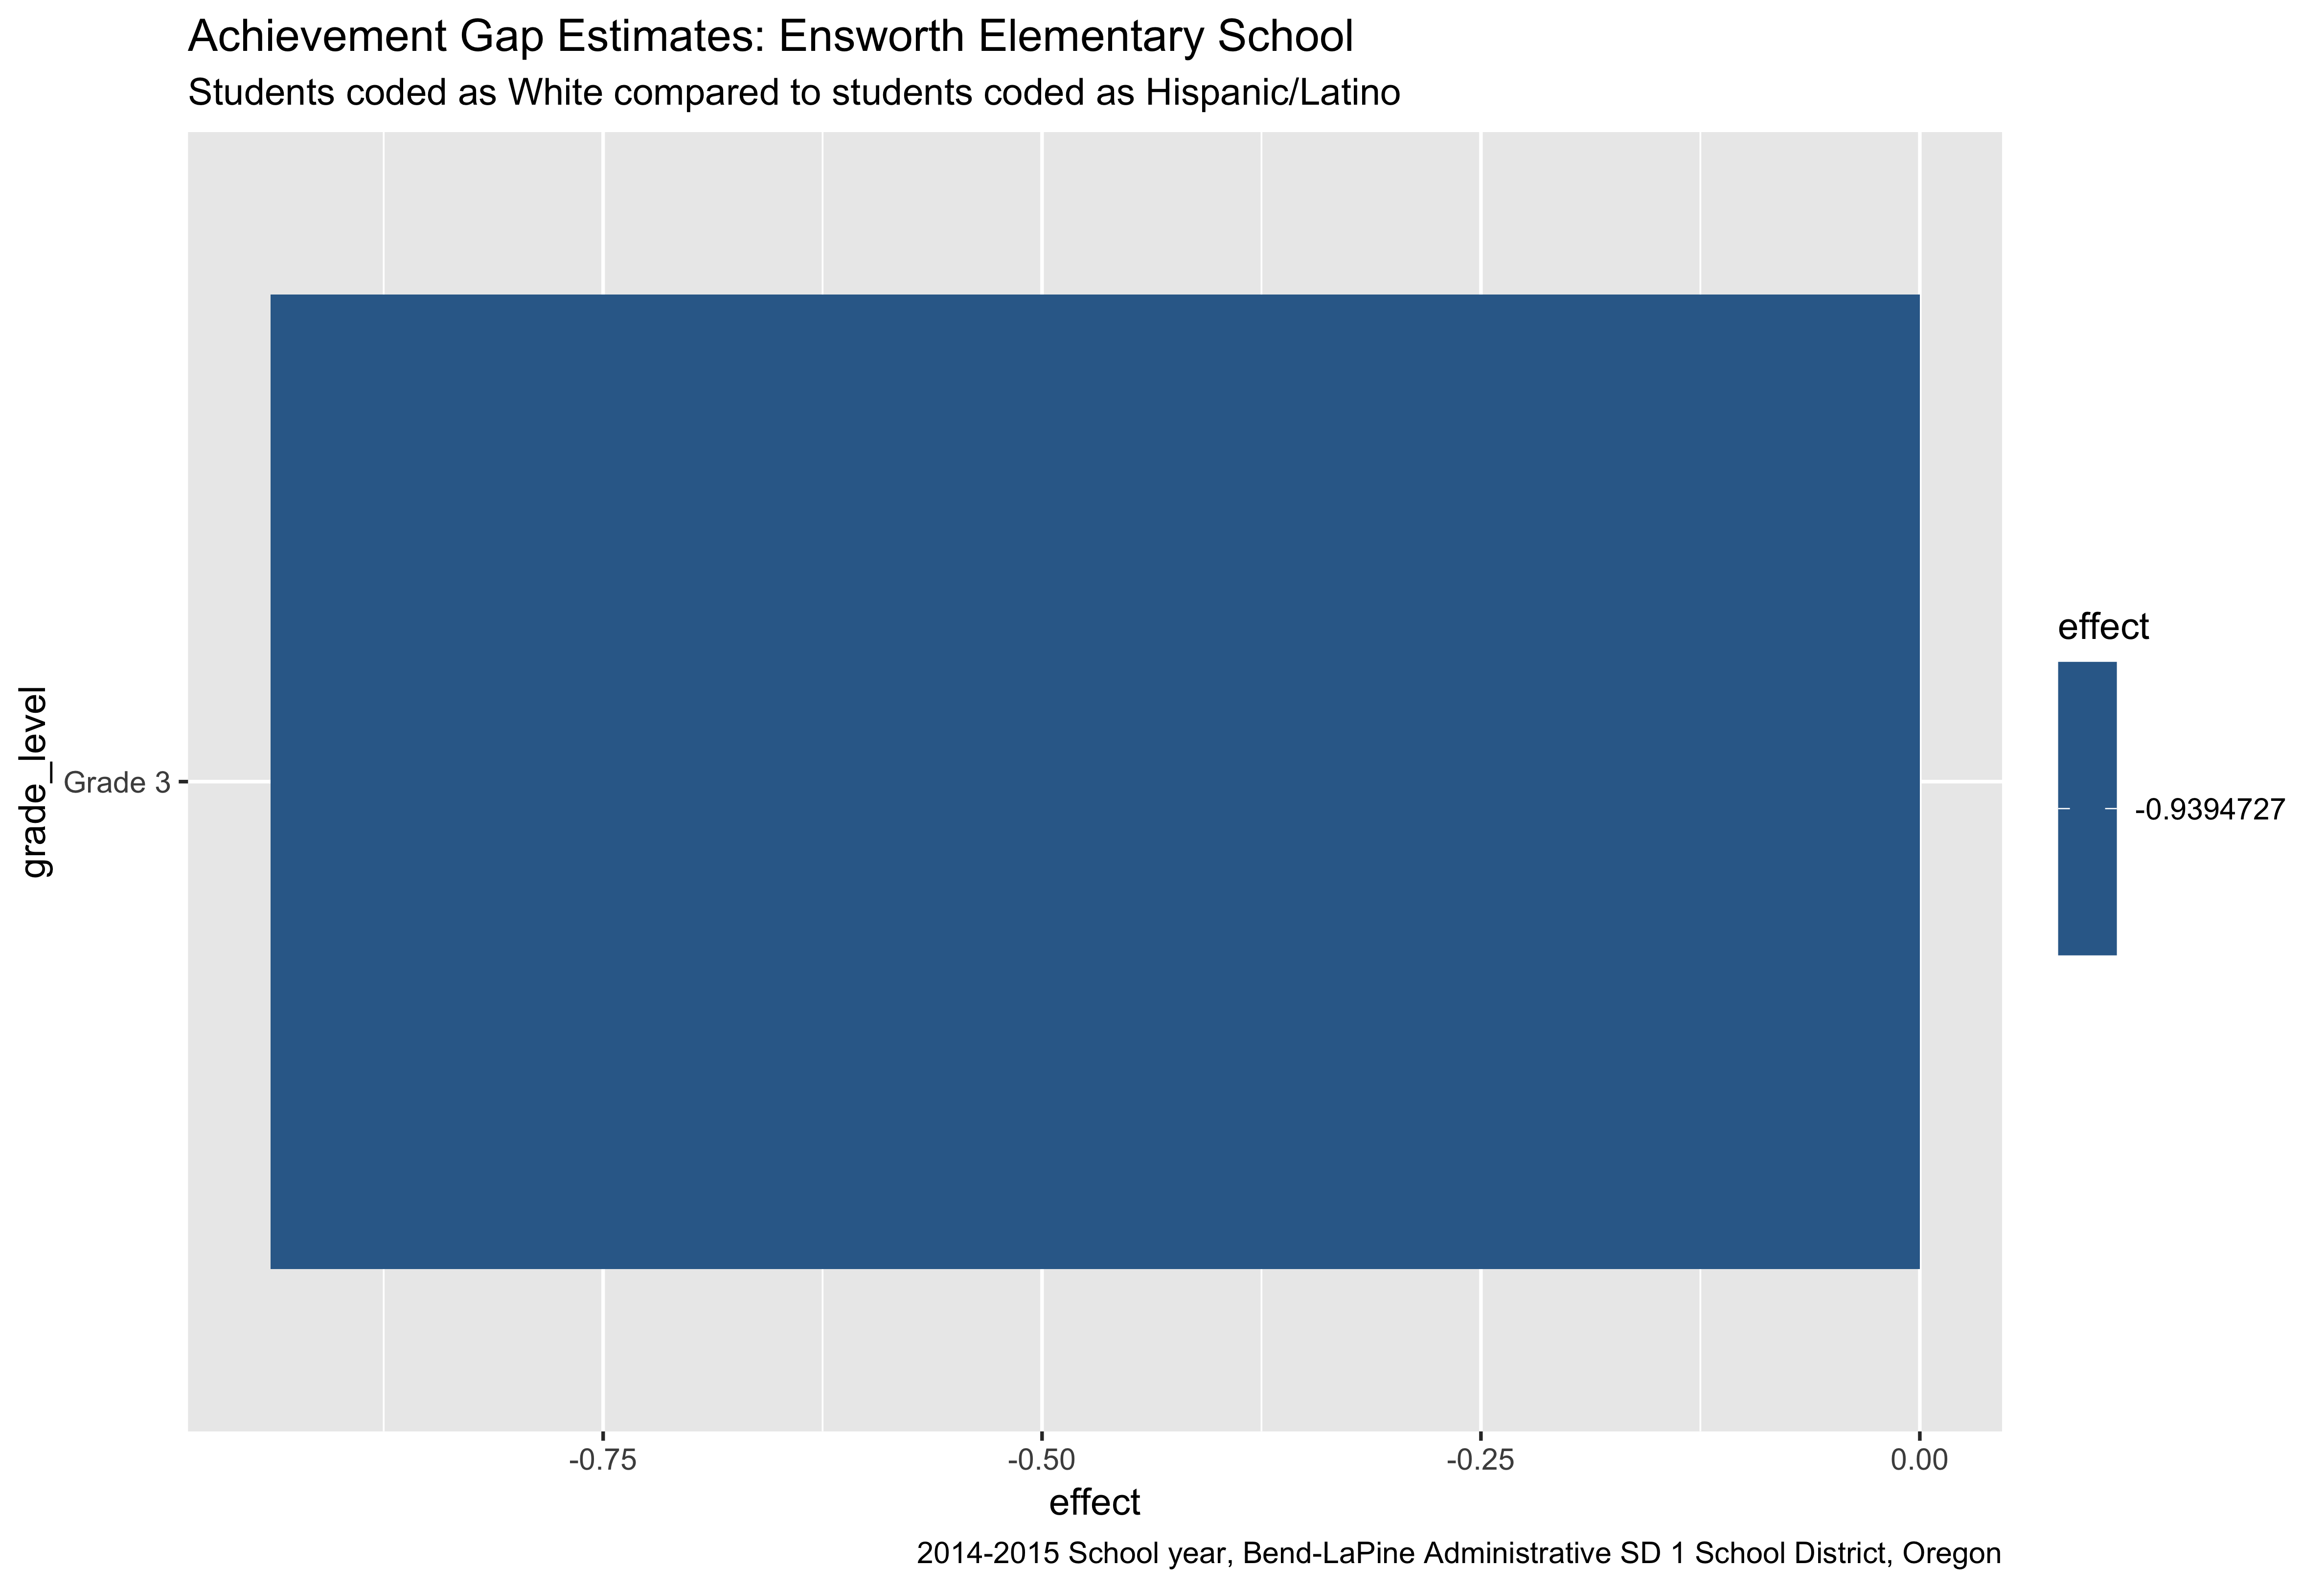 Achievement Gap Estimates: Ensworth Elementary School
Students coded as White compared to students coded as Hispanic/Latino
grade_level
Grade 3
effect
-0.9394727
-0.75
-0.50
-0.25
0.00
effect
2014-2015 School year, Bend-LaPine Administrative SD 1 School District, Oregon